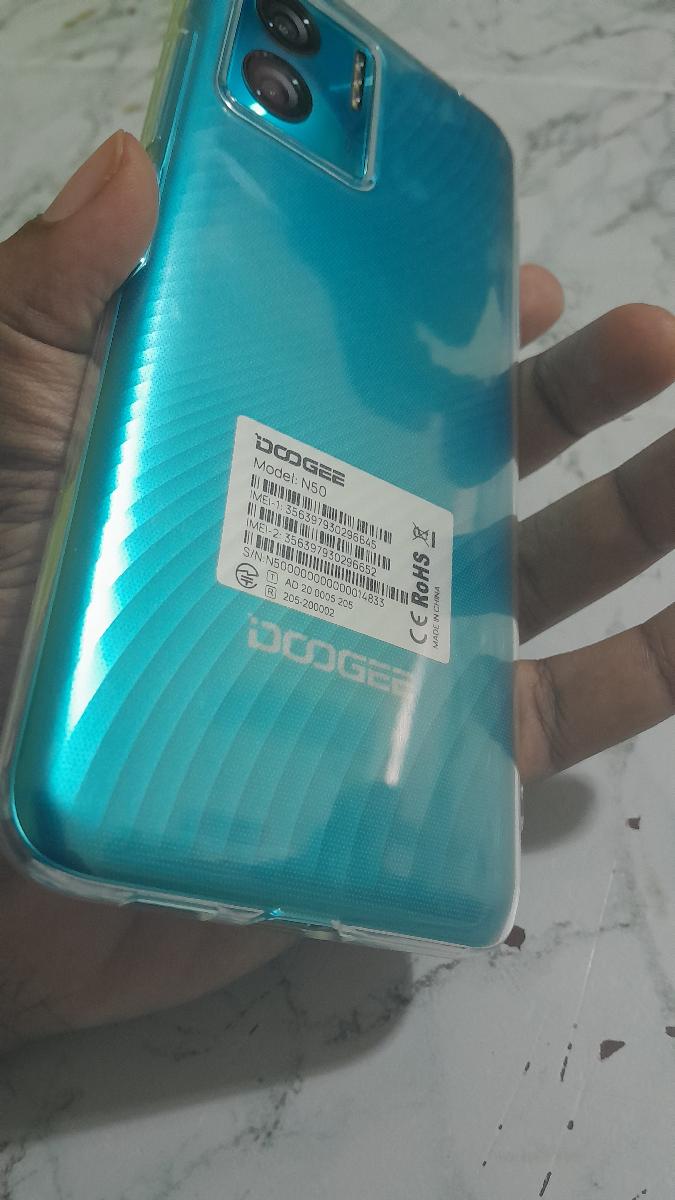 DOOGEE
Model: N50
IMEI-1: 356397930296645
IMEI-2: 356397930296652
S/N:N50000000000014833
T AD 20 0005 205
R 205-200002
CE RoHS
MADE IN CHINA
DOOGEE